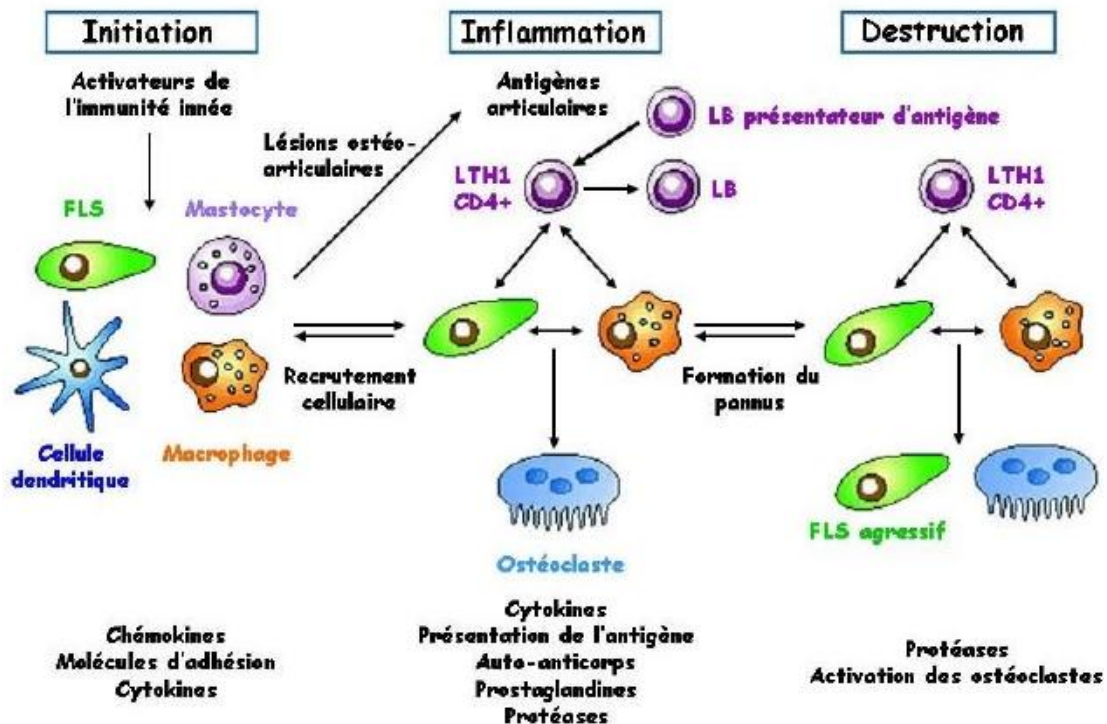 Initiation
Inflammation
Destruction
Activateurs de
l'immunité innée
Antigènes
articulaires
LB présentateur d'antigène
Lésions ostéo-
articulaires
LTH1
CD4+
LB
LTH1
CD4+
FLS
Mastocyte
Recrutement
cellulaire
Formation du
pannus
Cellule
dendritique
Macrophage
FLS agressif
Ostéoclaste
Chémokines
Molécules d'adhésion
Cytokines
Cytokines
Présentation de l'antigène
Auto-anticorps
Prostaglandines
Protéases
Protéases
Activation des ostéoclastes